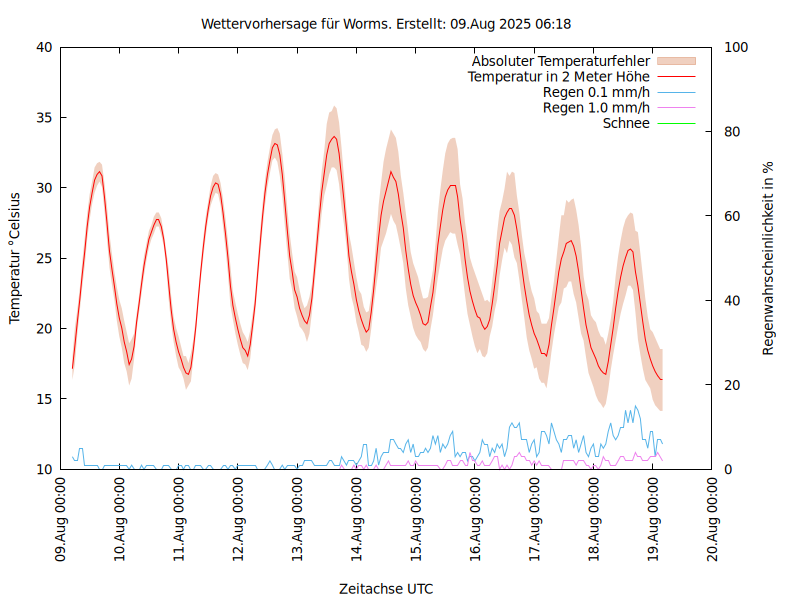 Wettervorhersage für Worms. Erstellt: 09.Aug 2025 06:18
Absoluter Temperaturfehler
Temperatur in 2 Meter Höhe
Regen 0.1 mm/h
Regen 1.0 mm/h
Schnee
Temperatur °Celsius
40
35
30
25
20
15
10
Regenwahrscheinlichkeit in %
100
80
60
40
20
0
09.Aug 00:00
10.Aug 00:00
11.Aug 00:00
12.Aug 00:00
13.Aug 00:00
14.Aug 00:00
15.Aug 00:00
16.Aug 00:00
17.Aug 00:00
18.Aug 00:00
19.Aug 00:00
20.Aug 00:00
Zeitachse UTC